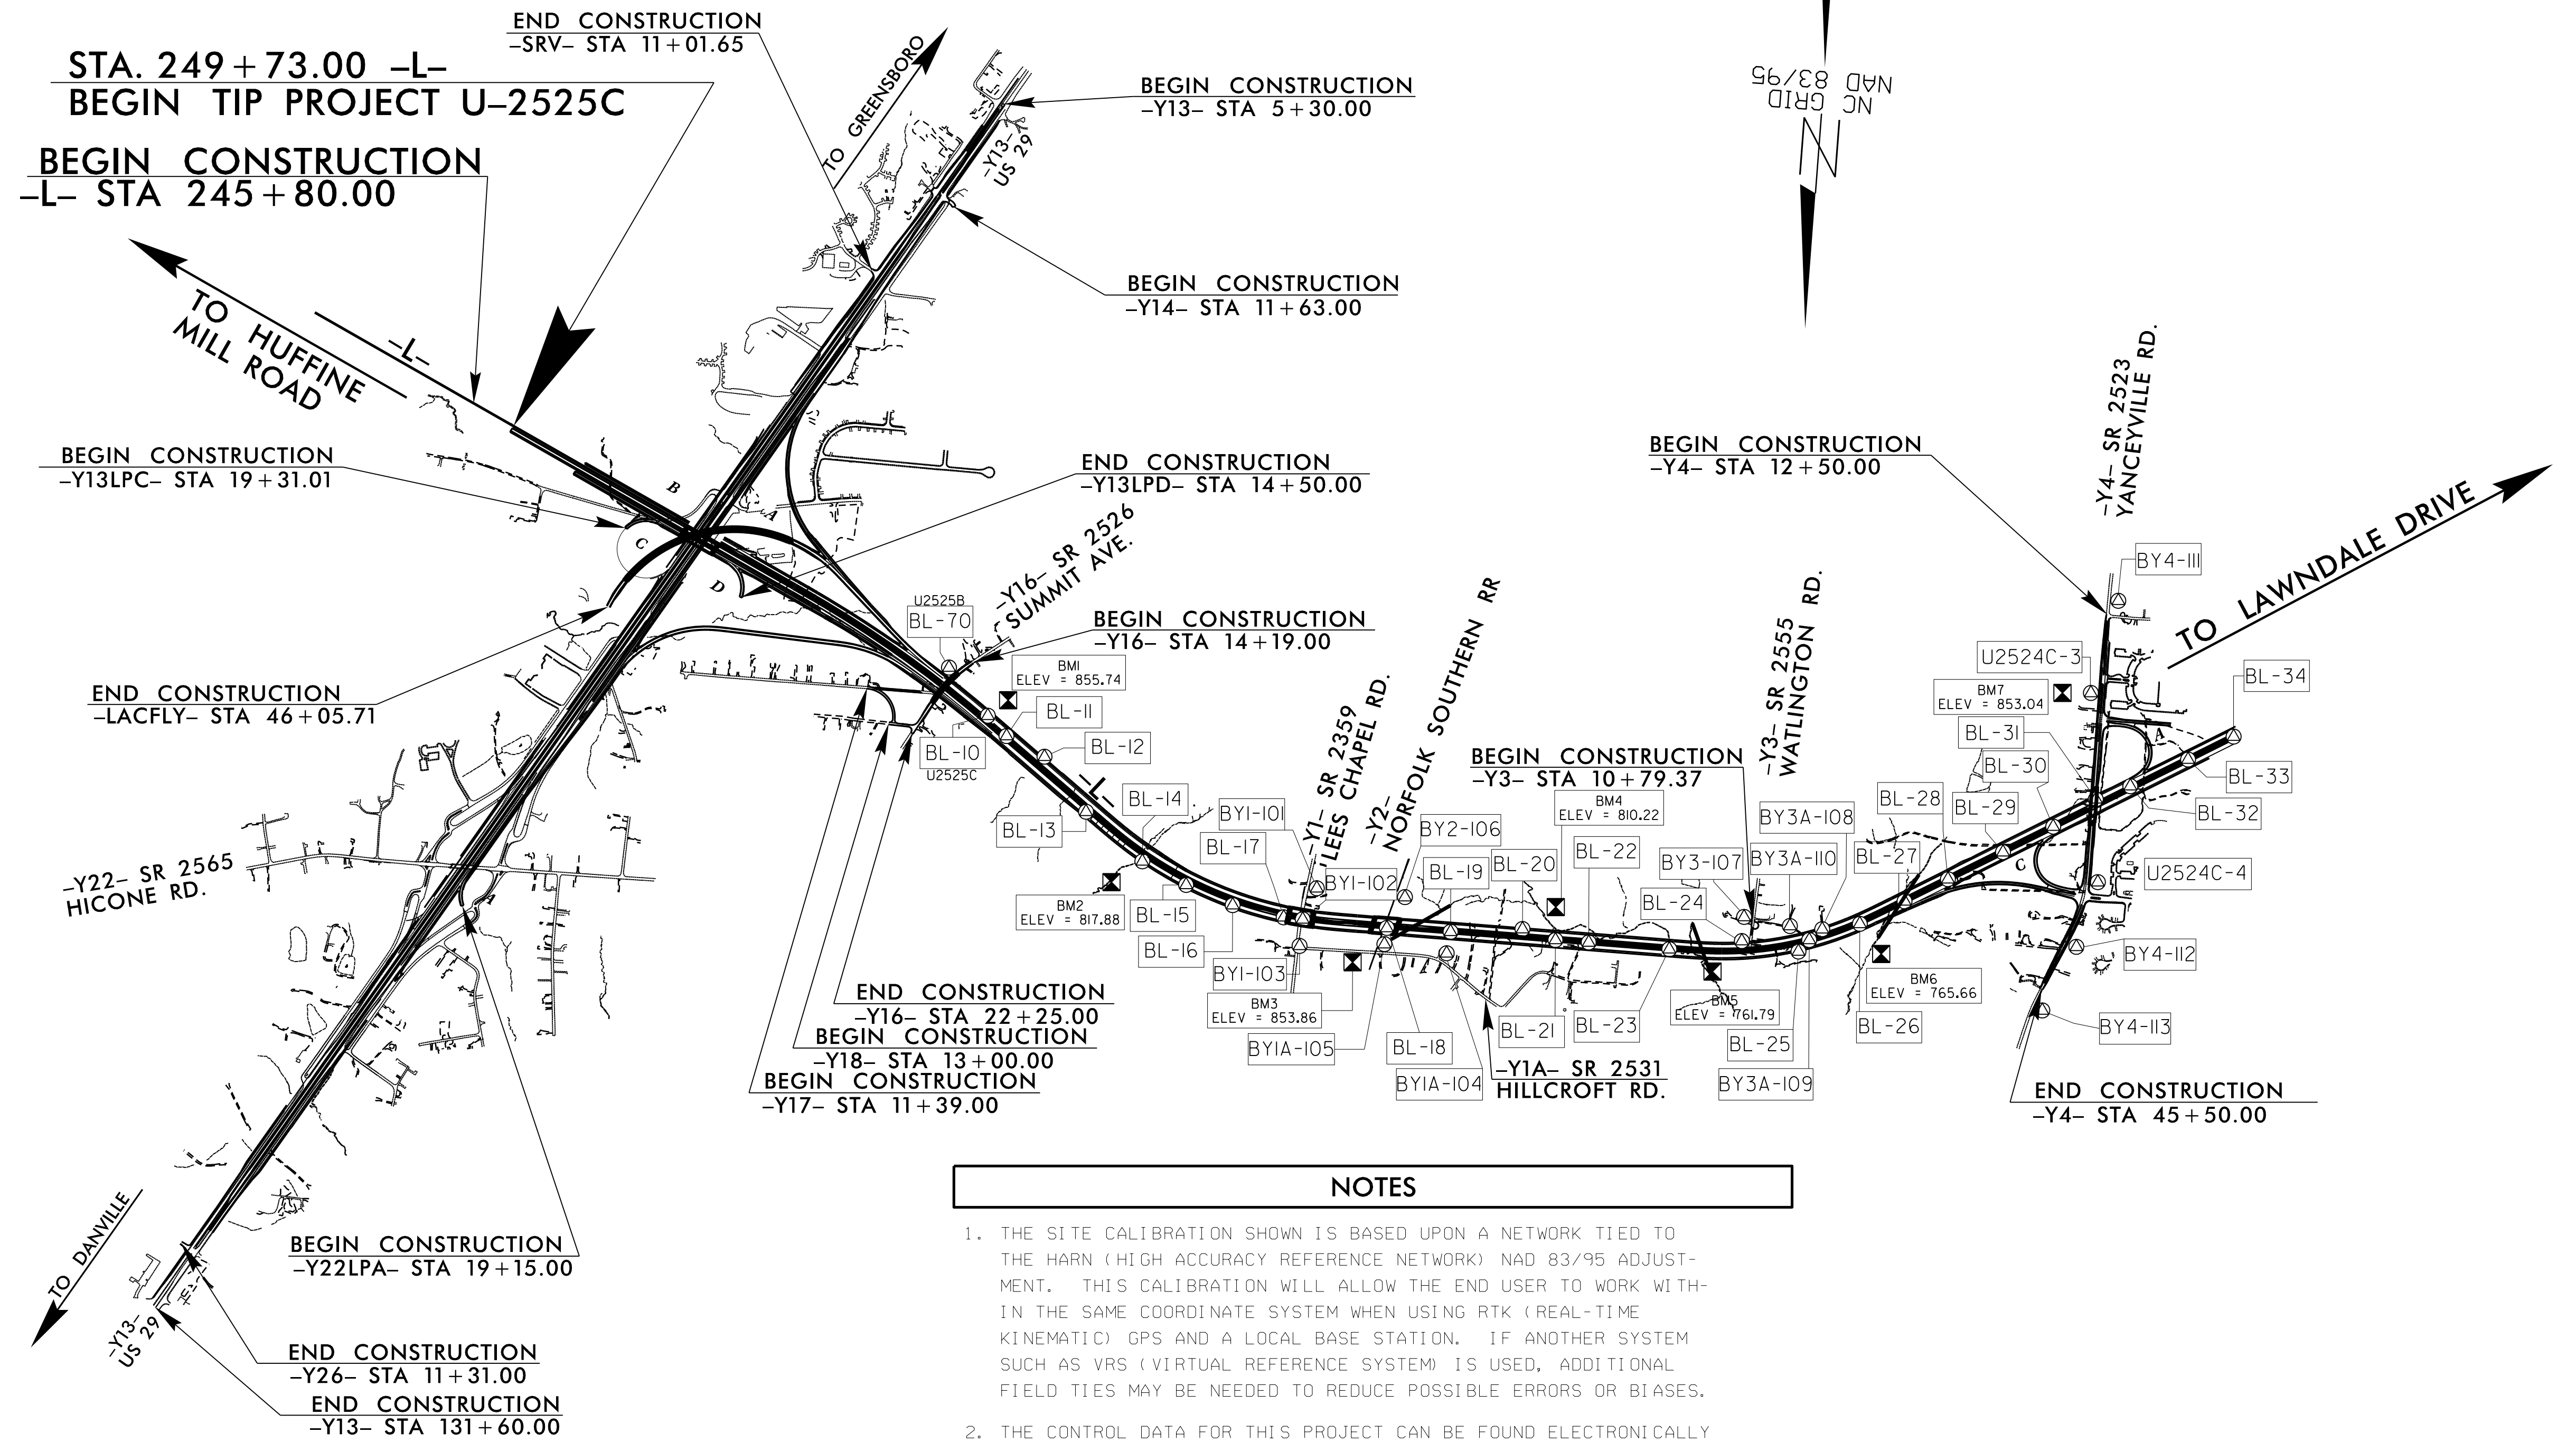 END CONSTRUCTION
–SRV– STA 11+01.65
STA. 249+73.00 –L–
BEGIN TIP PROJECT U–2525C
BEGIN CONSTRUCTION
–L– STA 245+80.00
TO GREENSBORO
BEGIN CONSTRUCTION
–Y13– STA 5+30.00
–Y13–
US 29
NC GRID
NAD 83/95
N
TO HUFFINE
MILL ROAD
–L–
BEGIN CONSTRUCTION
–Y14– STA 11+63.00
BEGIN CONSTRUCTION
–Y13LPC– STA 19+31.01
END CONSTRUCTION
–Y13LPD– STA 14+50.00
B
A
C
D
–Y16– SR 2526
SUMMIT AVE.
BEGIN CONSTRUCTION
–Y16– STA 14+19.00
BEGIN CONSTRUCTION
–Y4– STA 12+50.00
–Y4– SR 2523
YANCEYVILLE RD.
TO LAWNDALE DRIVE
BY4-111
U2524C-3
BL-34
BM7
ELEV = 853.04
BL-31
BL-30
BL-29
BL-28
A
BL-33
BL-32
C
U2524C-4
BY4-112
BY4-113
END CONSTRUCTION
–Y4– STA 45+50.00
END CONSTRUCTION
–LACFLY– STA 46+05.71
U2525B
BL-70
BM1
ELEV = 855.74
BL-11
BL-10
U2525C
BL-12
–L–
BL-13
BL-14
BM2
ELEV = 817.88
BL-15
BL-16
BL-17
BY1-101
–Y1– SR 2359
LEES CHAPEL RD.
BY1-102
–Y2–
NORFOLK SOUTHERN RR
BY2-106
BL-19
BL-20
BEGIN CONSTRUCTION
–Y3– STA 10+79.37
BM4
ELEV = 810.22
BL-22
–Y3– SR 2555
WATLINGTON RD.
BY3A-108
BY3-107
BY3A-110
BL-27
BL-24
BY1-103
BM3
ELEV = 853.86
BY1A-105
BL-18
BY1A-104
BL-21
BL-23
–Y1A– SR 2531
HILLCROFT RD.
BM5
ELEV = 761.79
BL-25
BY3A-109
BM6
ELEV = 765.66
BL-26
–Y22– SR 2565
HICONE RD.
A
END CONSTRUCTION
–Y16– STA 22+25.00
BEGIN CONSTRUCTION
–Y18– STA 13+00.00
BEGIN CONSTRUCTION
–Y17– STA 11+39.00
TO DANVILLE
BEGIN CONSTRUCTION
–Y22LPA– STA 19+15.00
–Y13–
US 29
END CONSTRUCTION
–Y26– STA 11+31.00
END CONSTRUCTION
–Y13– STA 131+60.00
NOTES
1. THE SITE CALIBRATION SHOWN IS BASED UPON A NETWORK TIED TO
THE HARN (HIGH ACCURACY REFERENCE NETWORK) NAD 83/95 ADJUST-
MENT. THIS CALIBRATION WILL ALLOW THE END USER TO WORK WITH-
IN THE SAME COORDINATE SYSTEM WHEN USING RTK (REAL-TIME
KINEMATIC) GPS AND A LOCAL BASE STATION. IF ANOTHER SYSTEM
SUCH AS VRS (VIRTUAL REFERENCE SYSTEM) IS USED, ADDITIONAL
FIELD TIES MAY BE NEEDED TO REDUCE POSSIBLE ERRORS OR BIASES.
2. THE CONTROL DATA FOR THIS PROJECT CAN BE FOUND ELECTRONICALLY